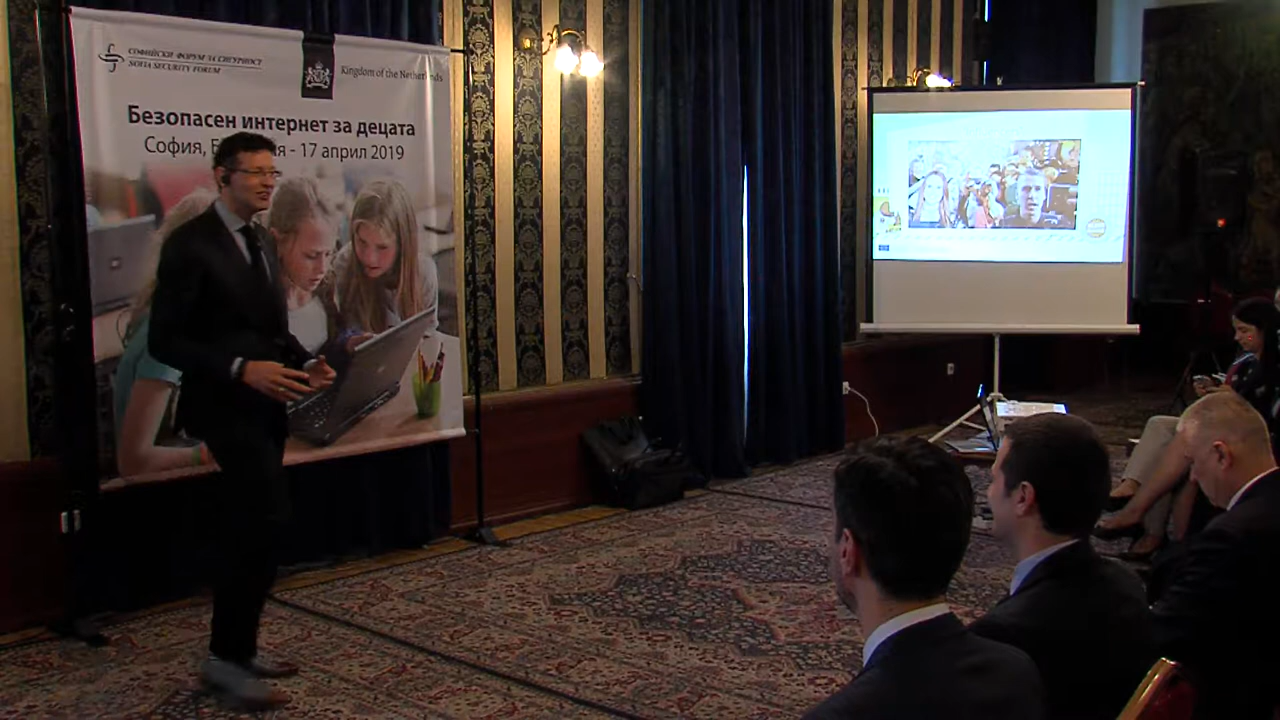 СОФИЙСКИ ФОРУМ ЗА СИГУРНОСТ
SOFIA SECURITY FORUM
Kingdom of the Netherlands
Безопасен интернет за децата
София, - 17 април 2019